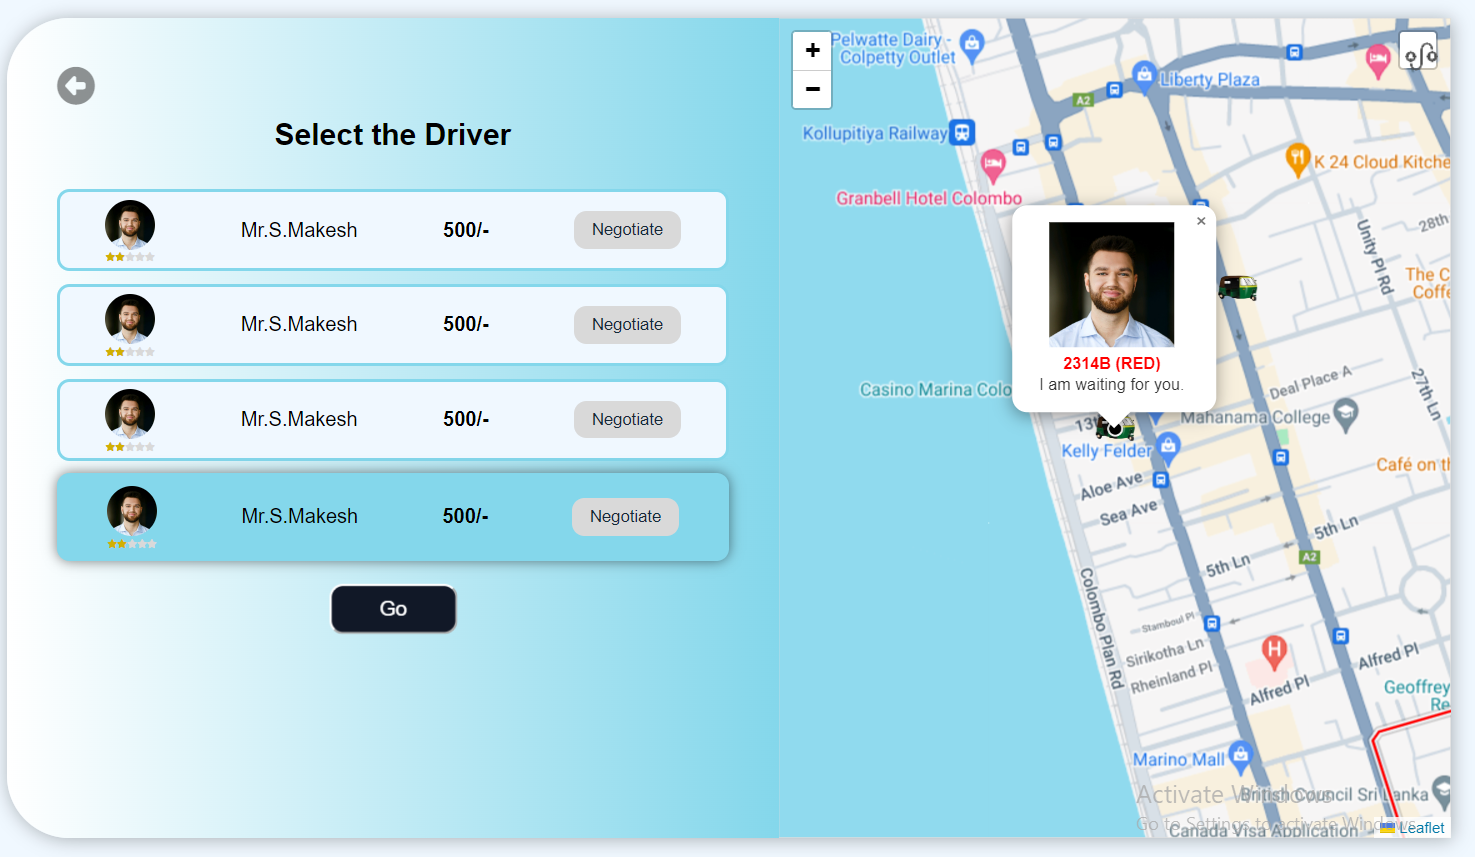 Select the Driver
Mr.S.Makesh 500/- Negotiate
Mr.S.Makesh 500/- Negotiate
Mr.S.Makesh 500/- Negotiate
Mr.S.Makesh 500/- Negotiate
Go
+
−
Pelwatte Dairy -
Colpetty Outlet
Liberty Plaza
A2
Kollupitiya Railway
K 24 Cloud Kitche
Granbell Hotel Colombo
28th
Unity Pl Rd
The C
Coffe
×
2314B (RED)
I am waiting for you.
Casino Marina Colo
Deal Place A
27th Ln
Mahanama College
13
Kelly Felder
Café on th
Aloe Ave
Sea Ave
5th Ln
A2
5th Ln
Colombo Plan Rd
Stamboul Pl
Sirikotha Ln
Rheinland Pl
H
Alfred Pl
Alfred Pl
Geoffrey
Re
Marino Mall
British Council Sri Lanka
Activate Windows
Go to Settings to activate Windows.
Canada Visa Application
Leaflet